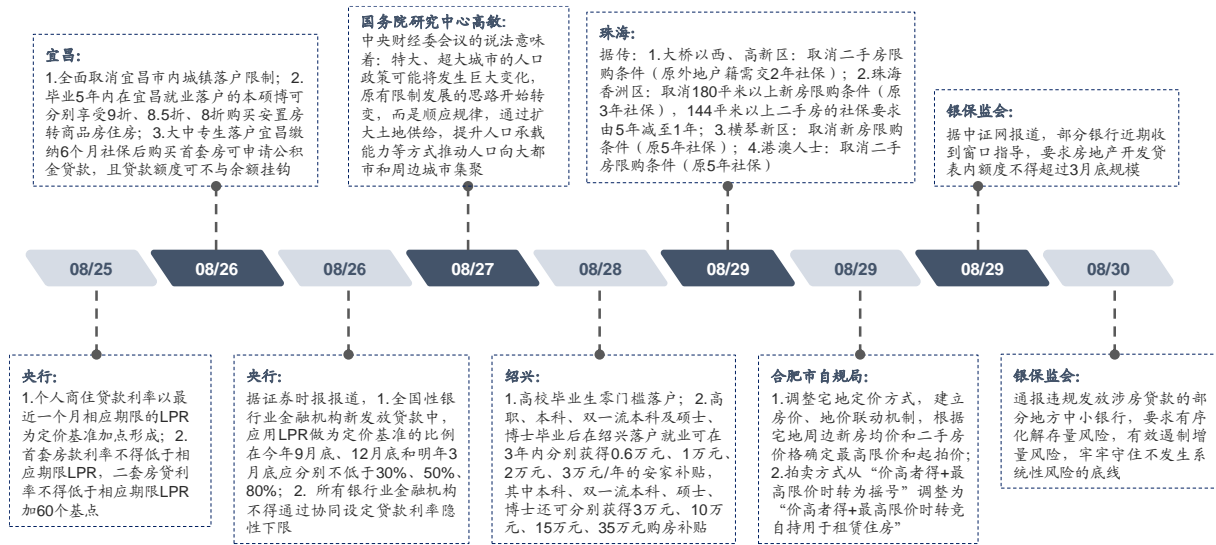 宜昌:
1.全面取消宜昌市内城镇落户限制；2.
毕业5年内在宜昌就业落户的本硕博可
分别享受9折、8.5折、8折购买安置房
转商品房住房；3.大中专生落户宜昌缴
纳6个月社保后购买首套房可申请公积
金贷款，且贷款额度可不与余额挂钩
国务院研究中心高敏:
中央财经委会议的说法意味
着：特大、超大城市的人口
政策可能将发生巨大变化，
原有限制发展的思路开始转
变，而是顺应规律，通过扩
大土地供给，提升人口承载
能力等方式推动人口向大都
市和周边城市集聚
珠海:
据传：1.大桥以西、高新区：取消二手房限
购条件（原外地户籍需交2年社保）；2.珠海
香洲区：取消180平米以上新房限购条件（原
3年社保），144平米以上二手房的社保要求
由5年减至1年；3.横琴新区：取消新房限购
条件（原5年社保）；4.港澳人士：取消二手
房限购条件（原5年社保）
银保监会:
据中证网报道，部分银行近期收
到窗口指导，要求房地产开发贷
表内额度不得超过3月底规模
08/25
08/26
08/26
08/27
08/28
08/29
08/29
08/29
08/30
央行:
1.个人商住贷款利率以最
近一个月相应期限的LPR
为定价基准加点形成；2.
首套房款利率不得低于相
应期限LPR，二套房贷利
率不得低于相应期限LPR
加60个基点
央行:
据证券时报报道，1.全国性银
行业金融机构新发放贷款中，
应用LPR做为定价基准的比例
在今年9月底、12月底和明年3
月底应分别不低于30%、50%、
80%；2. 所有银行业金融机构
不得通过协同设定贷款利率隐
性下限
绍兴:
1.高校毕业生零门槛落户；2.高
职、本科、双一流本科及硕士、
博士毕业后在绍兴落户就业可在
3年内分别获得0.6万元、1万元、
2万元、3万元/年的安家补贴，
其中本科、双一流本科、硕士、
博士还可分别获得3万元、10万
元、15万元、35万元购房补贴
合肥市自规局:
1.调整宅地定价方式，建立
房价、地价联动机制，根据
宅地周边新房均价和二手房
价格确定最高限价和起拍价；
2.拍卖方式从“价高者得+最
高限价时转为摇号”调整为
“价高者得+最高限价时转竞
自持用于租赁住房”
银保监会:
通报违规发放涉房贷款的部
分地方中小银行，要求有序
化解存量风险，有效遏制增
量风险，牢牢守住不发生系
统性风险的底线